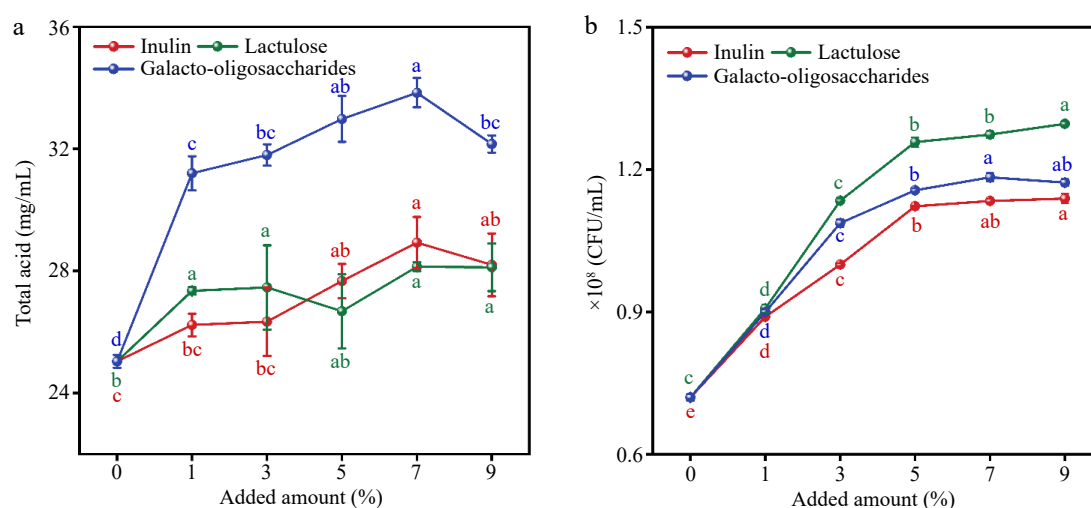 a
Total acid (mg/mL)
36
32
28
24
Inulin Lactulose
Galacto-oligosaccharides
a
ab
bc
bc
c
a
ab
ab
a
a
d
bc
bc
ab
a
a
b
c
0 1 3 5 7 9
Added amount (%)
b
×10⁸ (CFU/mL)
1.5
1.2
0.9
0.6
Inulin Lactulose
Galacto-oligosaccharides
a
b
b
a
ab
c
b
c
b
ab
a
c
d
d
d
c
e
0 1 3 5 7 9
Added amount (%)